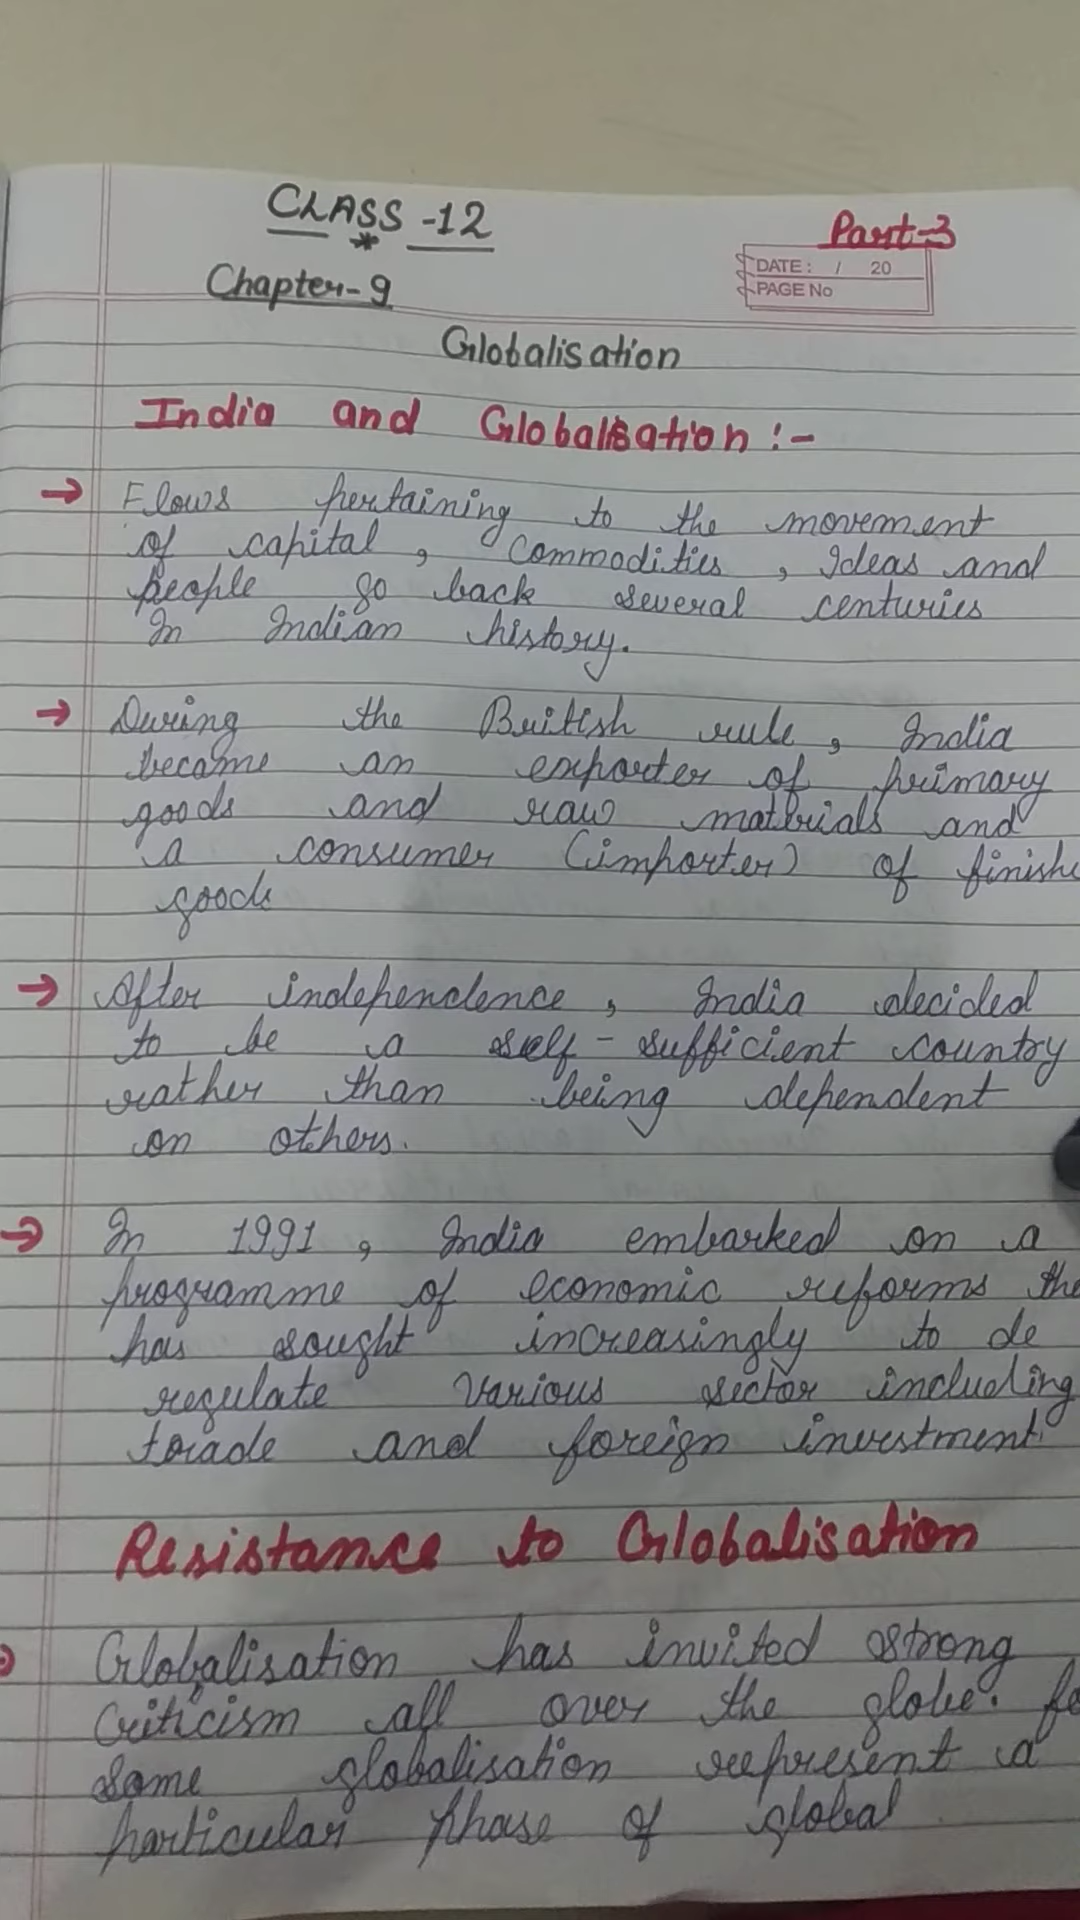 CLASS -12
Part-3
DATE: / 20
PAGE No
Chapter-9
Globalisation
India and Globalisation :-
→ Flows pertaining to the movement
of capital, Commodities, Ideas and
people go back several centuries
In Indian history.
→ During the British rule, India
became an exporter of primary
goods and raw materials and
a consumer (importer) of finishe
goods
→ After independence, India decided
to be a self-sufficient country
rather than being dependent
on others.
→ In 1991, India embarked on a
programme of economic reforms the
has sought increasingly to de
regulate various sector including
trade and foreign investment.
Resistance to Globalisation
Globalisation has invited strong
Criticism all over the globe. fo
Some globalisation represent a
particular phase of global